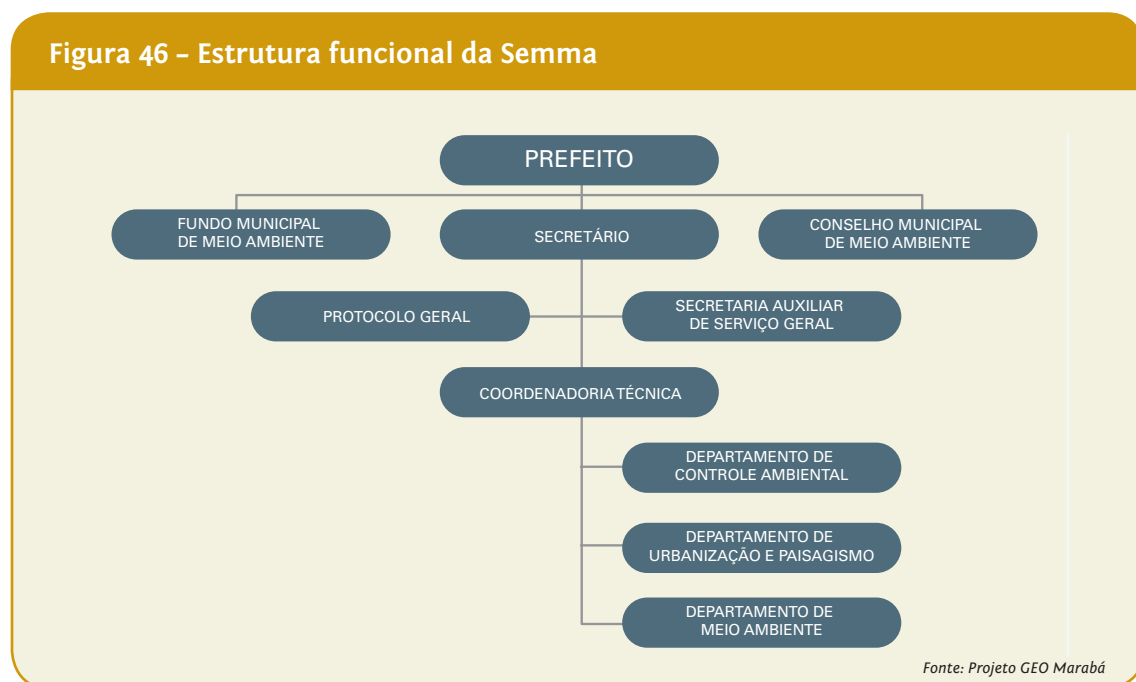 Figura 46 – Estrutura funcional da Semma
PREFEITO
FUNDO MUNICIPAL
DE MEIO AMBIENTE
SECRETÁRIO
CONSELHO MUNICIPAL
DE MEIO AMBIENTE
PROTOCOLO GERAL
SECRETARIA AUXILIAR
DE SERVIÇO GERAL
COORDENADORIA TÉCNICA
DEPARTAMENTO DE
CONTROLE AMBIENTAL
DEPARTAMENTO DE
URBANIZAÇÃO E PAISAGISMO
DEPARTAMENTO DE
MEIO AMBIENTE
Fonte: Projeto GEO Marabá